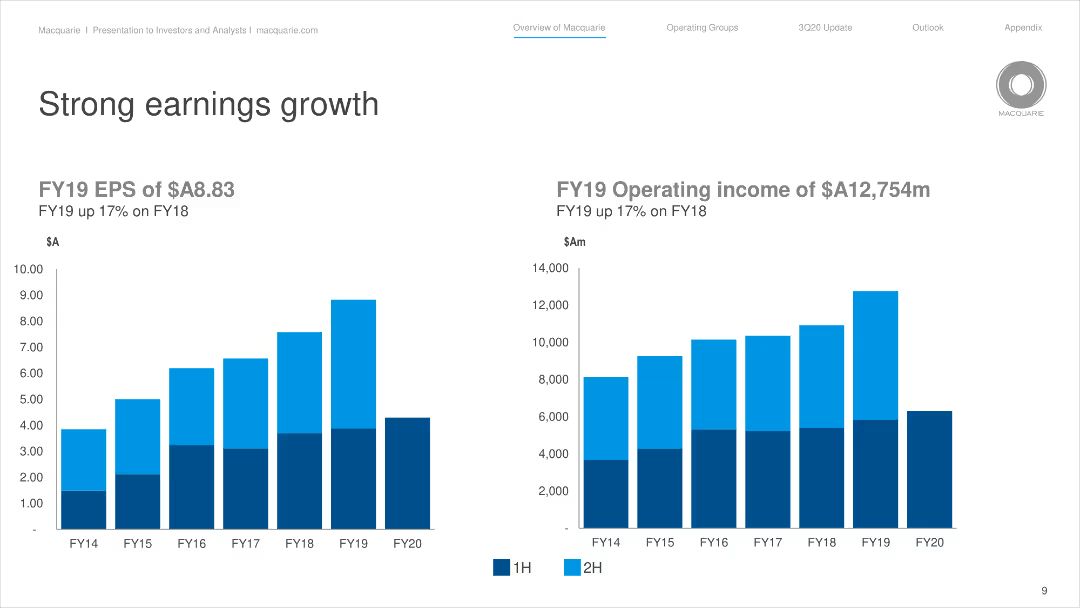 Macquarie I Presentation to Investors and Analysts I macquarie.com
Overview of Macquarie Operating Groups 3Q20 Update Outlook Appendix
MACQUARIE
Strong earnings growth
FY19 EPS of $A8.83
FY19 up 17% on FY18
$A
10.00
9.00
8.00
7.00
6.00
5.00
4.00
3.00
2.00
1.00
-
FY14 FY15 FY16 FY17 FY18 FY19 FY20
FY19 Operating income of $A12,754m
FY19 up 17% on FY18
$Am
14,000
12,000
10,000
8,000
6,000
4,000
2,000
-
FY14 FY15 FY16 FY17 FY18 FY19 FY20
1H 2H
9